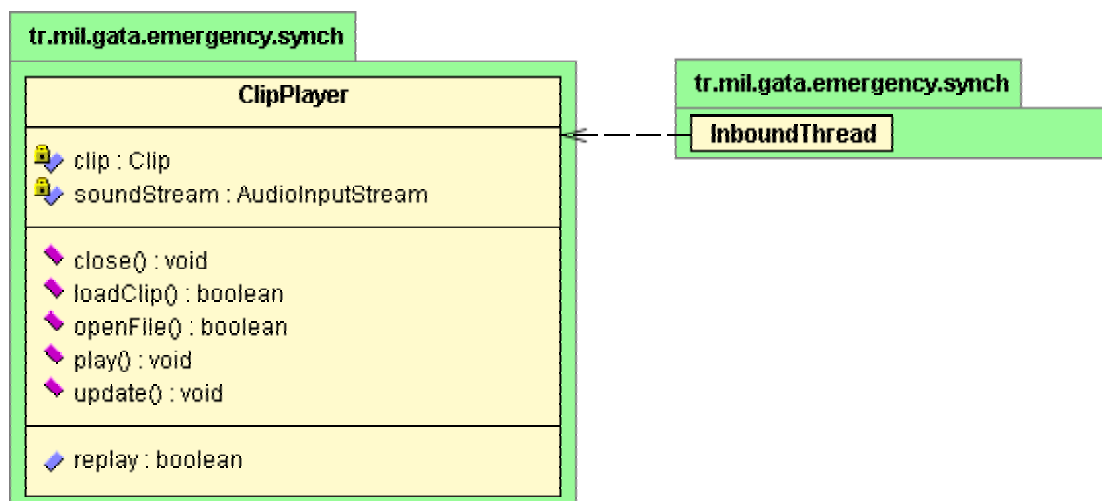 tr.mil.gata.emergency.synch
ClipPlayer
clip : Clip
soundStream : AudioInputStream
close() : void
loadClip() : boolean
openFile() : boolean
play() : void
update() : void
replay : boolean
tr.mil.gata.emergency.synch
InboundThread